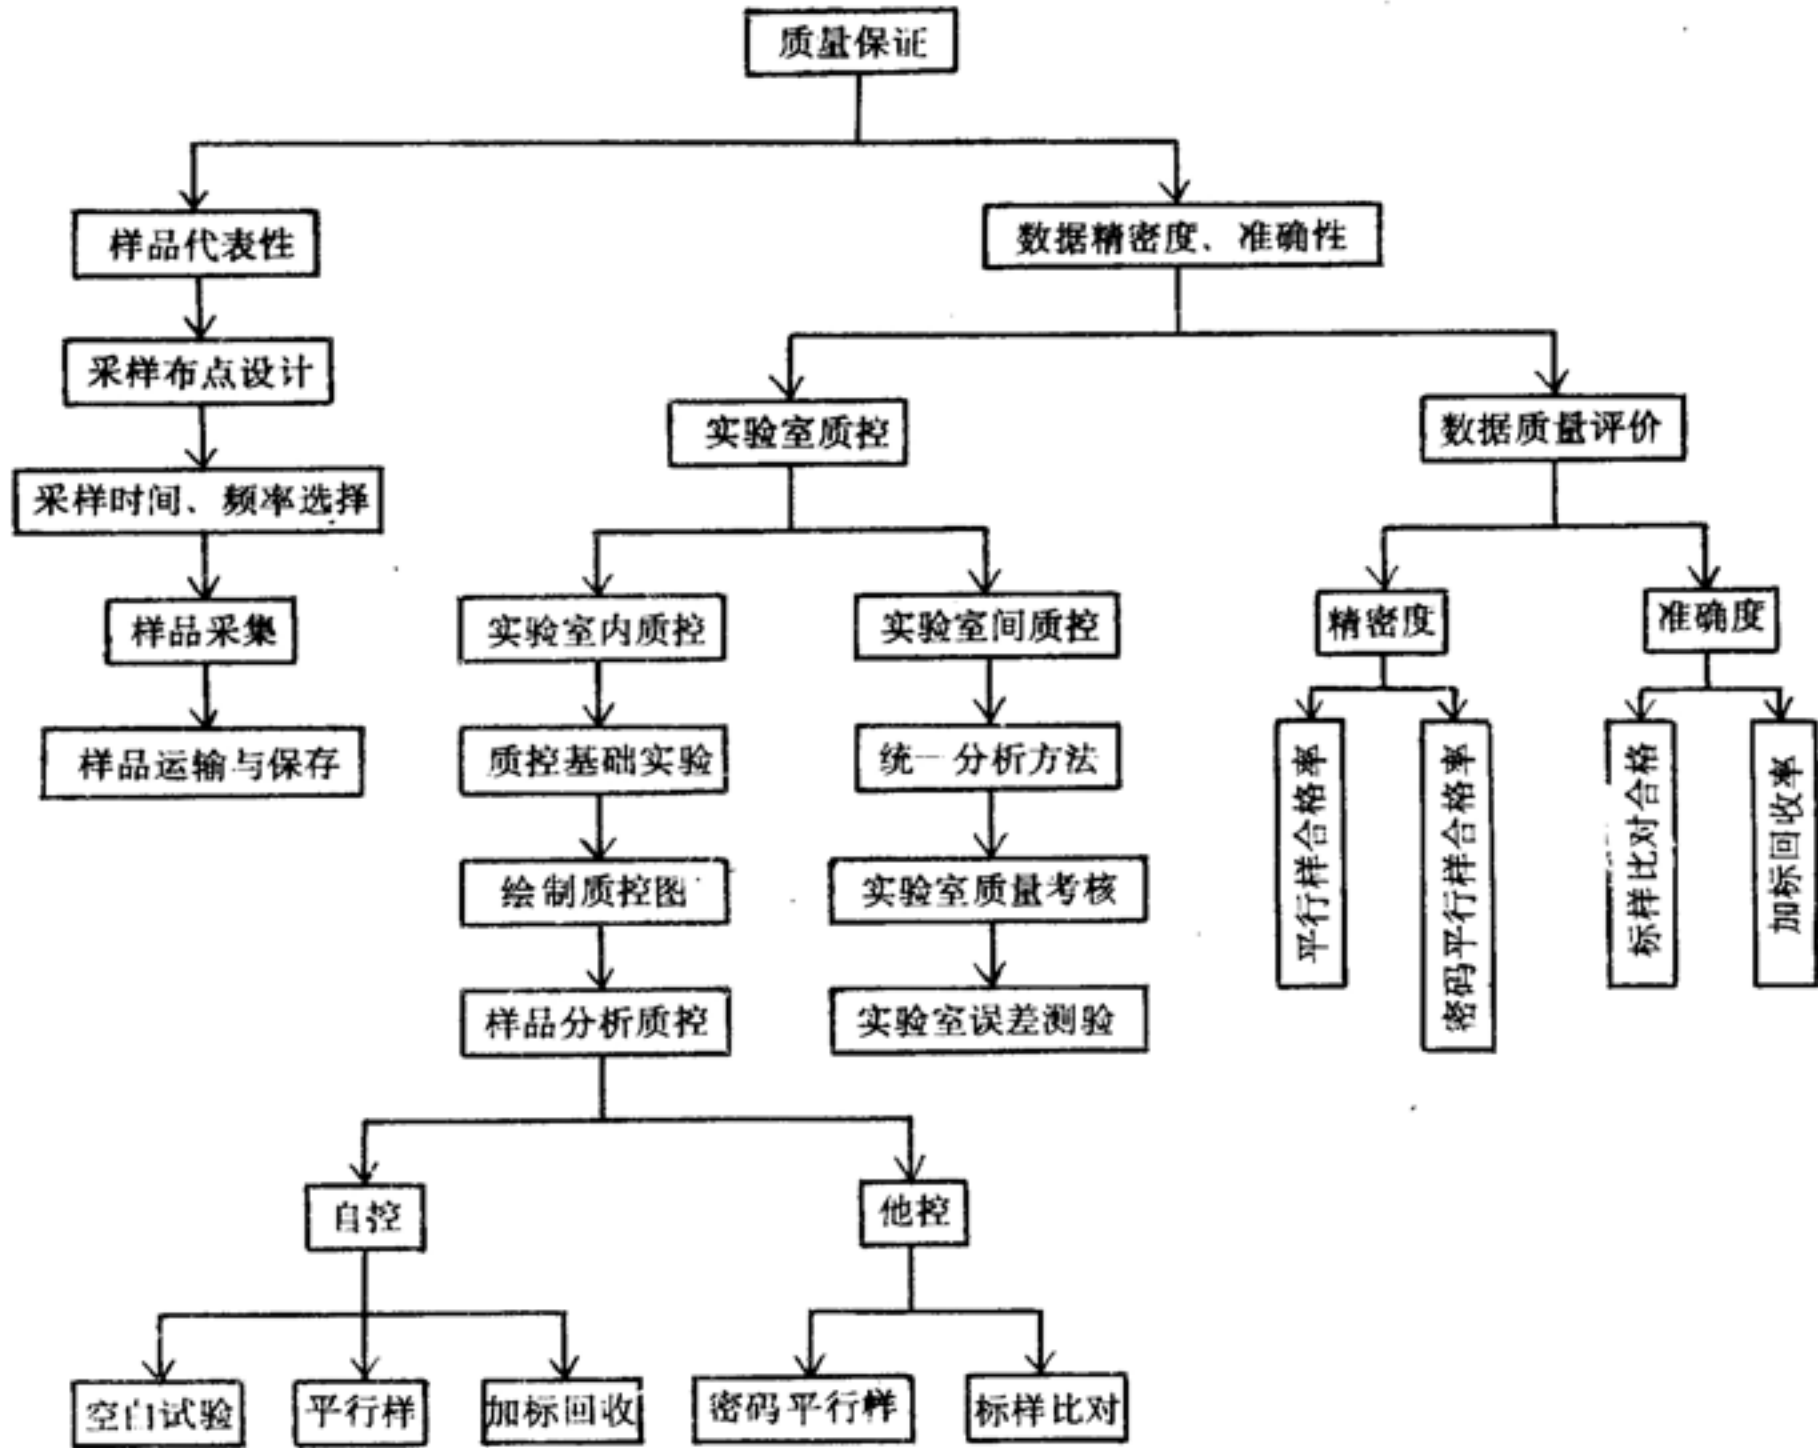 质量保证
样品代表性
数据精密度、准确性
采样布点设计
实验室质控
数据质量评价
采样时间、频率选择
样品采集
实验室内质控
实验室间质控
精密度
准确度
样品运输与保存
质控基础实验
统一分析方法
平行样合格率
密码平行样合格率
标样比对合格
加标回收率
绘制质控图
实验室质量考核
样品分析质控
实验室误差测验
自控
他控
空白试验
平行样
加标回收
密码平行样
标样比对